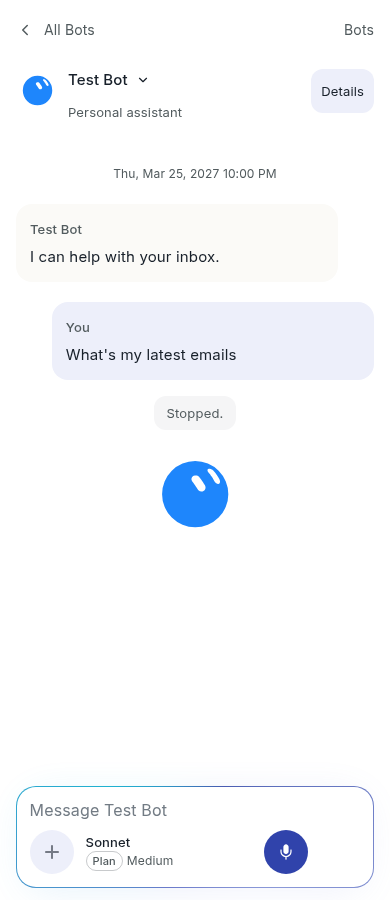 All Bots
Bots
Test Bot
Personal assistant
Details
Thu, Mar 25, 2027 10:00 PM
Test Bot
I can help with your inbox.
You
What's my latest emails
Stopped.
Message Test Bot
Sonnet
Plan Medium